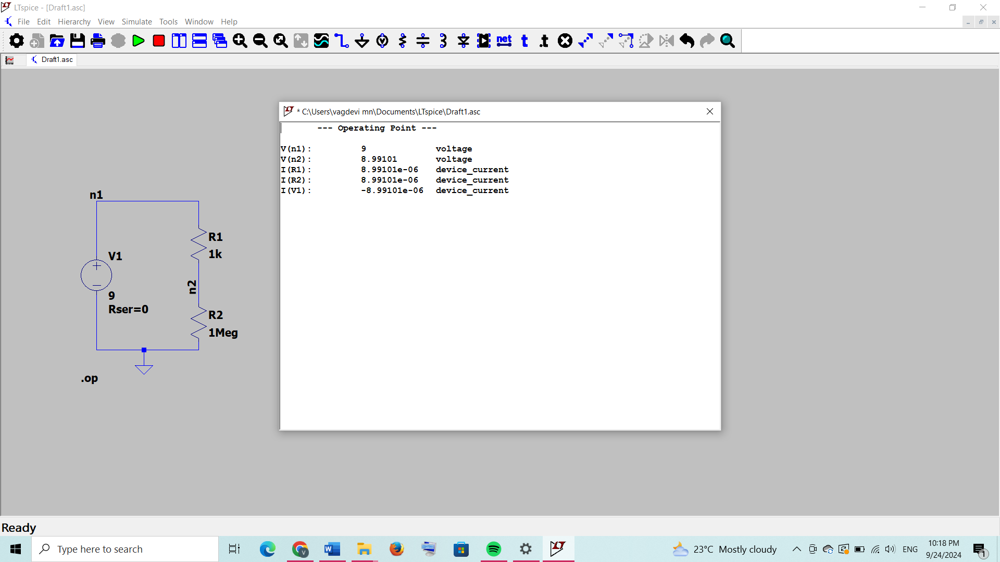 LTspice - [Draft1.asc]
File Edit Hierarchy View Simulate Tools Window Help
net t .t
Draft1.asc
* C:\Users\vagdevi mn\Documents\LTspice\Draft1.asc
--- Operating Point ---
V(n1): 9 voltage
V(n2): 8.99101 voltage
I(R1): 8.99101e-06 device_current
I(R2): 8.99101e-06 device_current
I(V1): -8.99101e-06 device_current
n1
R1
1k
V1
n2
9
Rser=0
R2
1Meg
.op
Ready
Type here to search
23°C Mostly cloudy
ENG
10:18 PM
9/24/2024
1